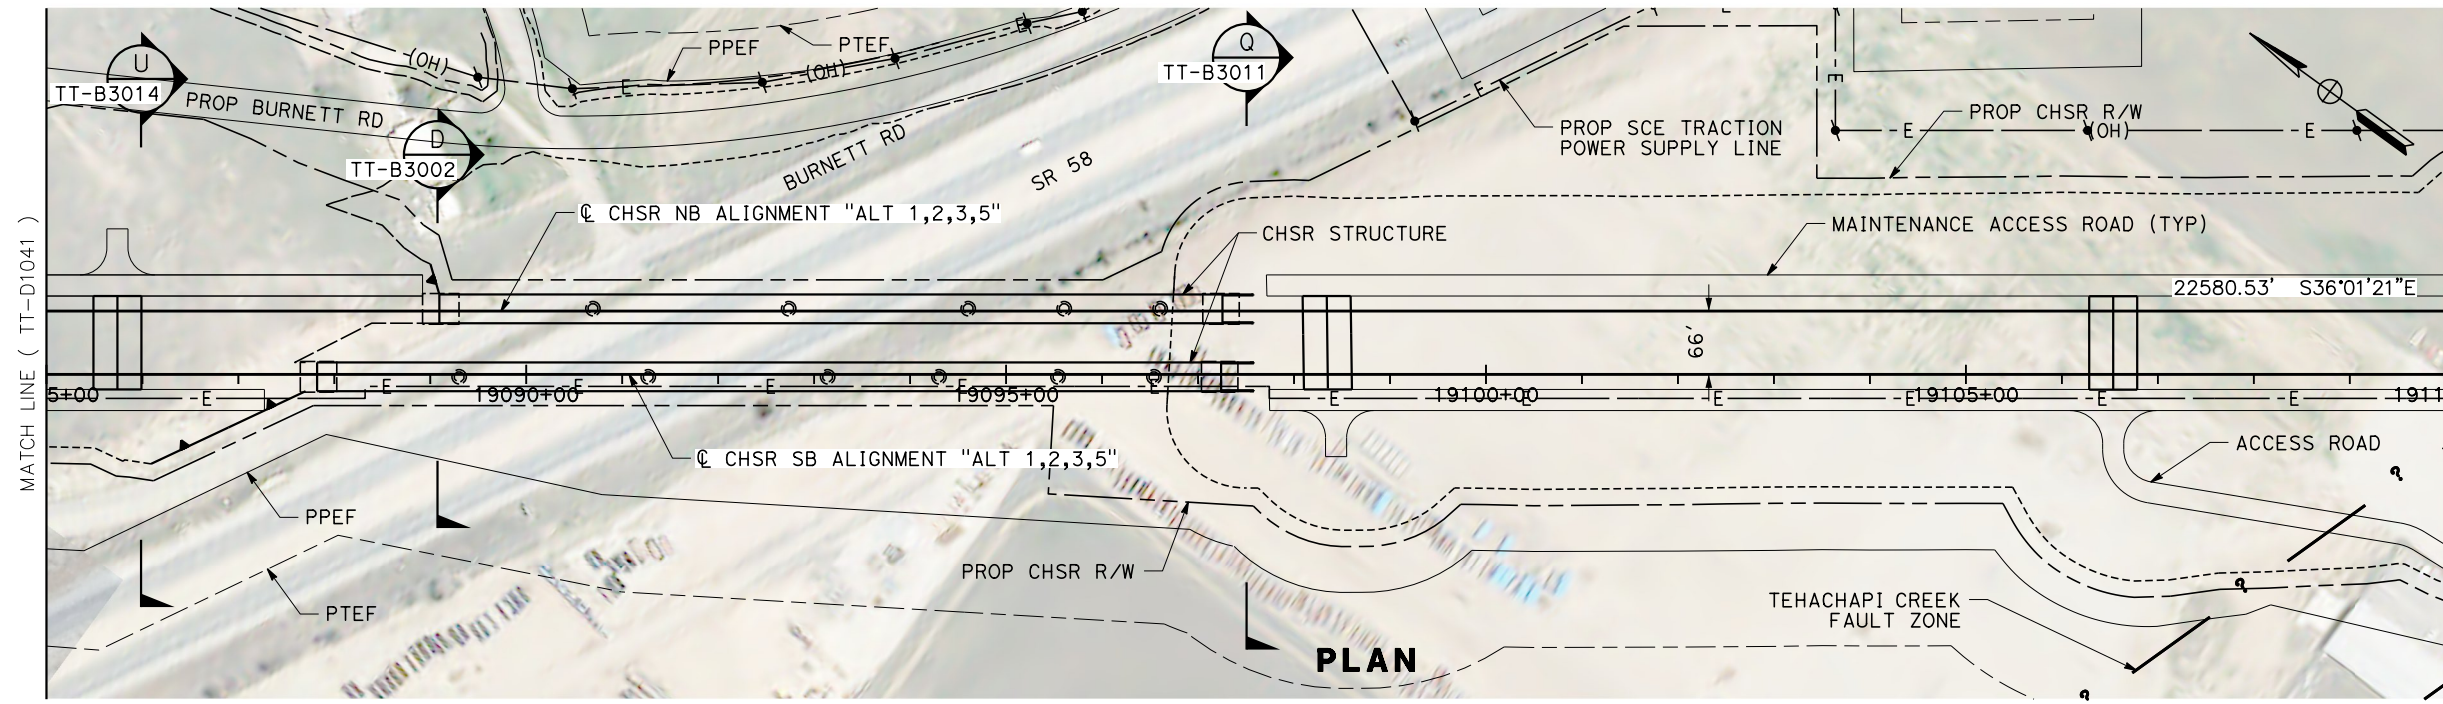 U
TT-B3014
PROP BURNETT RD
(OH)
D
TT-B3002
E
PPEF
PTEF
E
(OH)
Q
TT-B3011
BURNETT RD
SR 58
E
E
PROP SCE TRACTION
POWER SUPPLY LINE
E
PROP CHSR R/W
E
(OH)
E
℄ CHSR NB ALIGNMENT "ALT 1,2,3,5"
CHSR STRUCTURE
MAINTENANCE ACCESS ROAD (TYP)
22580.53' S36°01'21"E
66'
MATCH LINE ( TT-D1041 )
5+00
E
E
19090+00
E
E
E
19095+00
E
E
19100+00
E
E
E
19105+00
E
E
1911
℄ CHSR SB ALIGNMENT "ALT 1,2,3,5"
ACCESS ROAD
?
PPEF
PROP CHSR R/W
PTEF
TEHACHAPI CREEK
FAULT ZONE
?
?
PLAN